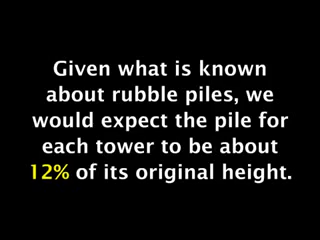 Given what is known
about rubble piles, we
would expect the pile for
each tower to be about
12% of its original height.